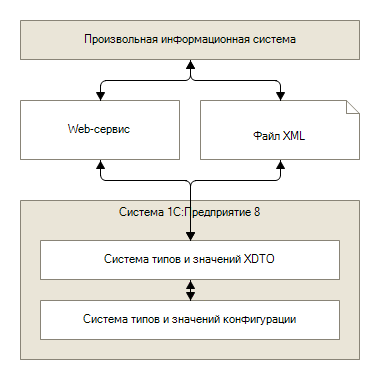 Произвольная информационная система
Web-сервис
Файл XML
Система 1С:Предприятие 8
Система типов и значений XDTO
Система типов и значений конфигурации